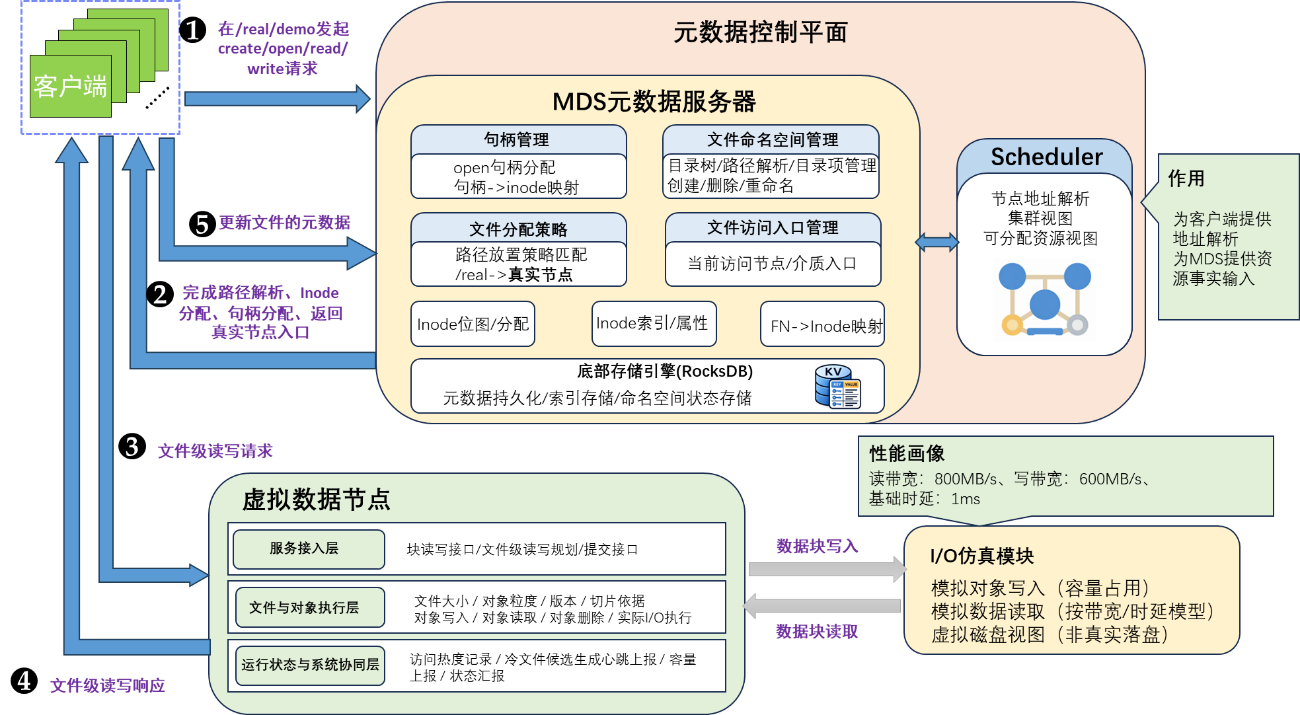 客户端
......
❶
在/real/demo发起
create/open/read/
write请求
元数据控制平面
MDS元数据服务器
句柄管理
open句柄分配
句柄->inode映射
文件命名空间管理
目录树/路径解析/目录项管理
创建/删除/重命名
文件分配策略
路径放置策略匹配
/real->真实节点
文件访问入口管理
当前访问节点/介质入口
Inode位图/分配
Inode索引/属性
FN->Inode映射
底部存储引擎(RocksDB)
元数据持久化/索引存储/命名空间状态存储
KV
KEY VALUE
Scheduler
节点地址解析
集群视图
可分配资源视图
作用
为客户端提供
地址解析
为MDS提供资
源事实输入
❺
更新文件的元数据
❷
完成路径解析、Inode
分配、句柄分配、返回
真实节点入口
❸
文件级读写请求
❹
文件级读写响应
虚拟数据节点
服务接入层
块读写接口/文件级读写规划/提交接口
文件与对象执行层
文件大小 / 对象粒度 / 版本 / 切片依据
对象写入 / 对象读取 / 对象删除 / 实际I/O执行
运行状态与系统协同层
访问热度记录 / 冷文件候选生成心跳上报 / 容量
上报 / 状态汇报
数据块写入
数据块读取
性能画像
读带宽：800MB/s、写带宽：600MB/s、
基础时延：1ms
I/O仿真模块
模拟对象写入（容量占用）
模拟数据读取（按带宽/时延模型）
虚拟磁盘视图（非真实落盘）